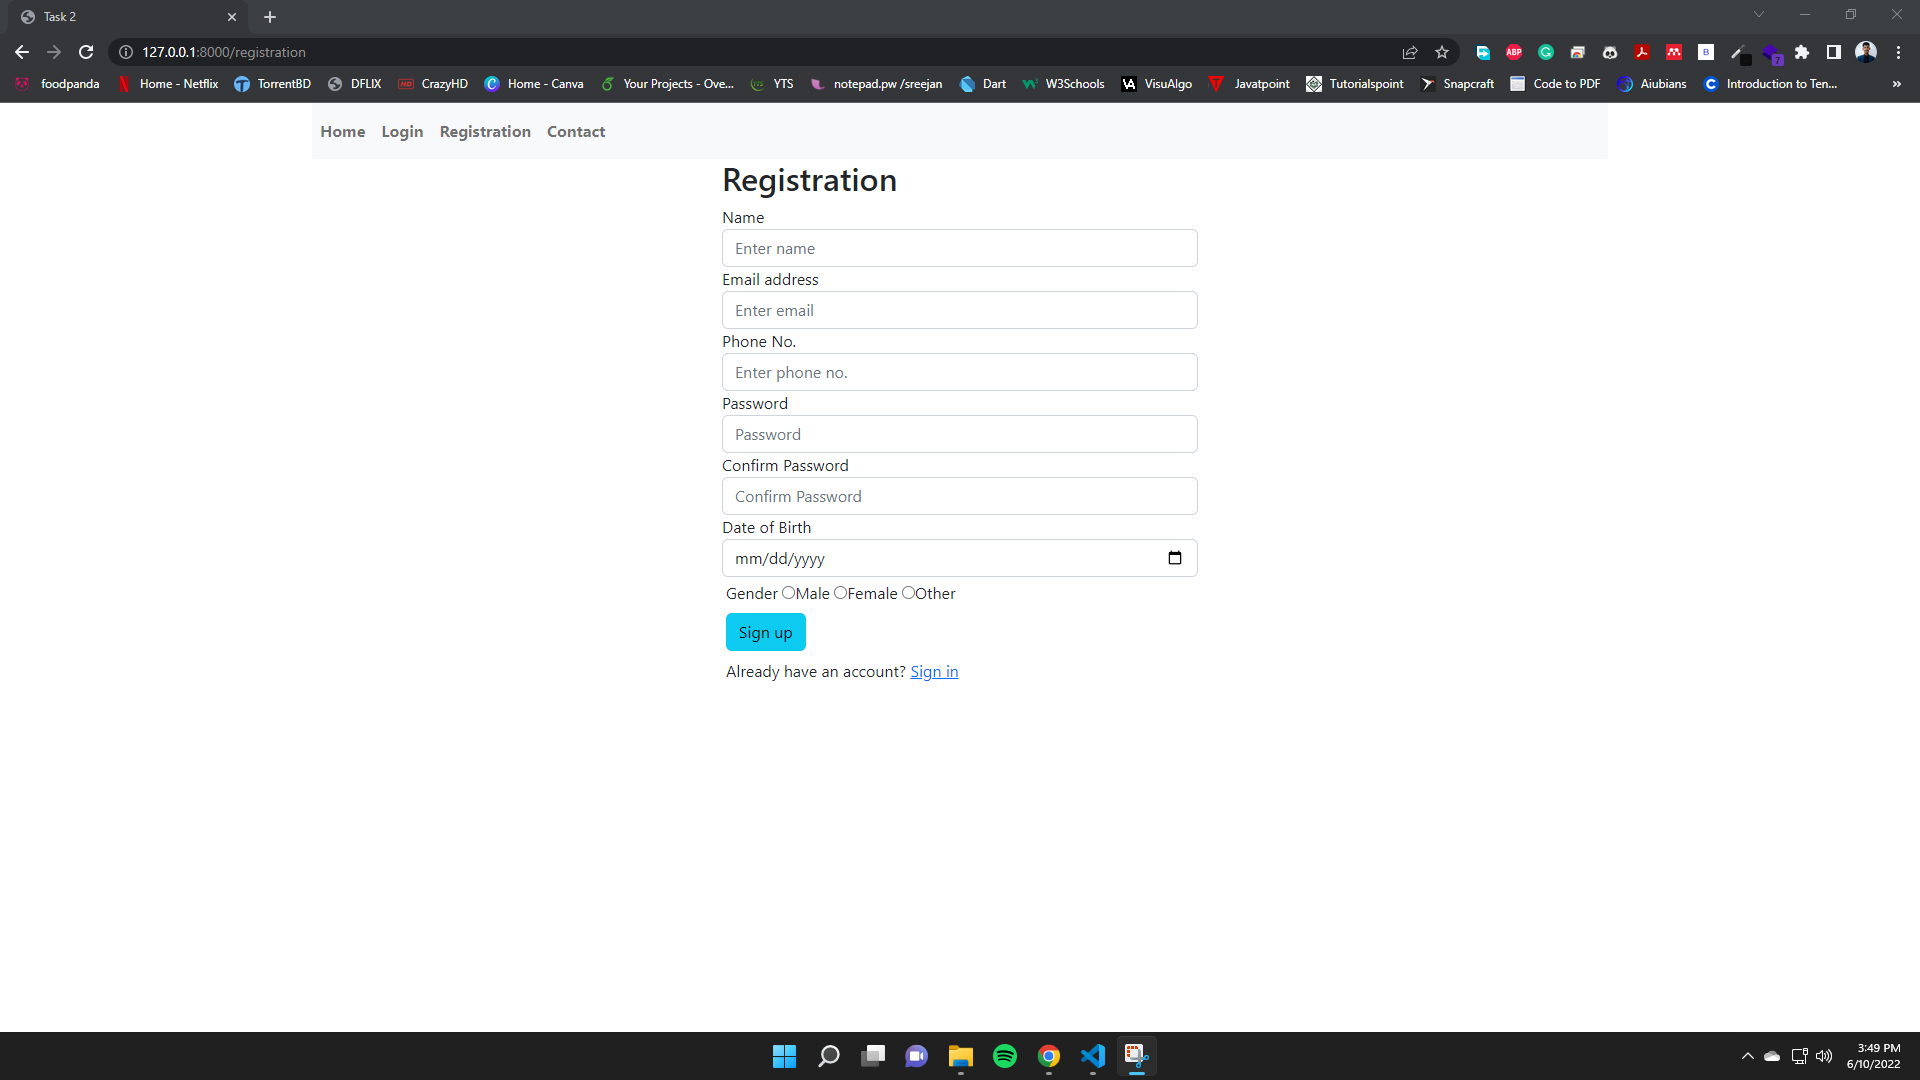 Task 2
127.0.0.1:8000/registration
ABP
B
7
foodpanda
Home - Netflix
TorrentBD
DFLIX
HD
CrazyHD
C
Home - Canva
Your Projects - Ove...
YTS
notepad.pw /sreejan
Dart
W3Schools
VA
VisuAlgo
Javatpoint
Tutorialspoint
Snapcraft
Code to PDF
Aiubians
C
Introduction to Ten...
»
Home Login Registration Contact
Registration
Name
Enter name
Email address
Enter email
Phone No.
Enter phone no.
Password
Password
Confirm Password
Confirm Password
Date of Birth
mm/dd/yyyy
Gender Male Female Other
Sign up
Already have an account? Sign in
3:49 PM
6/10/2022